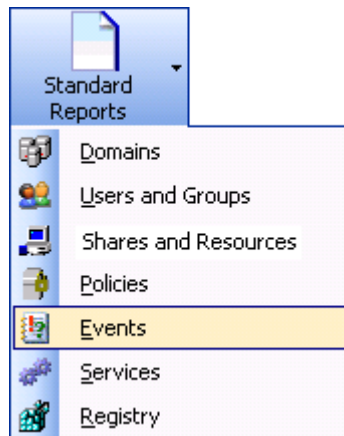 Standard
Reports
Domains
Users and Groups
Shares and Resources
Policies
Events
Services
Registry